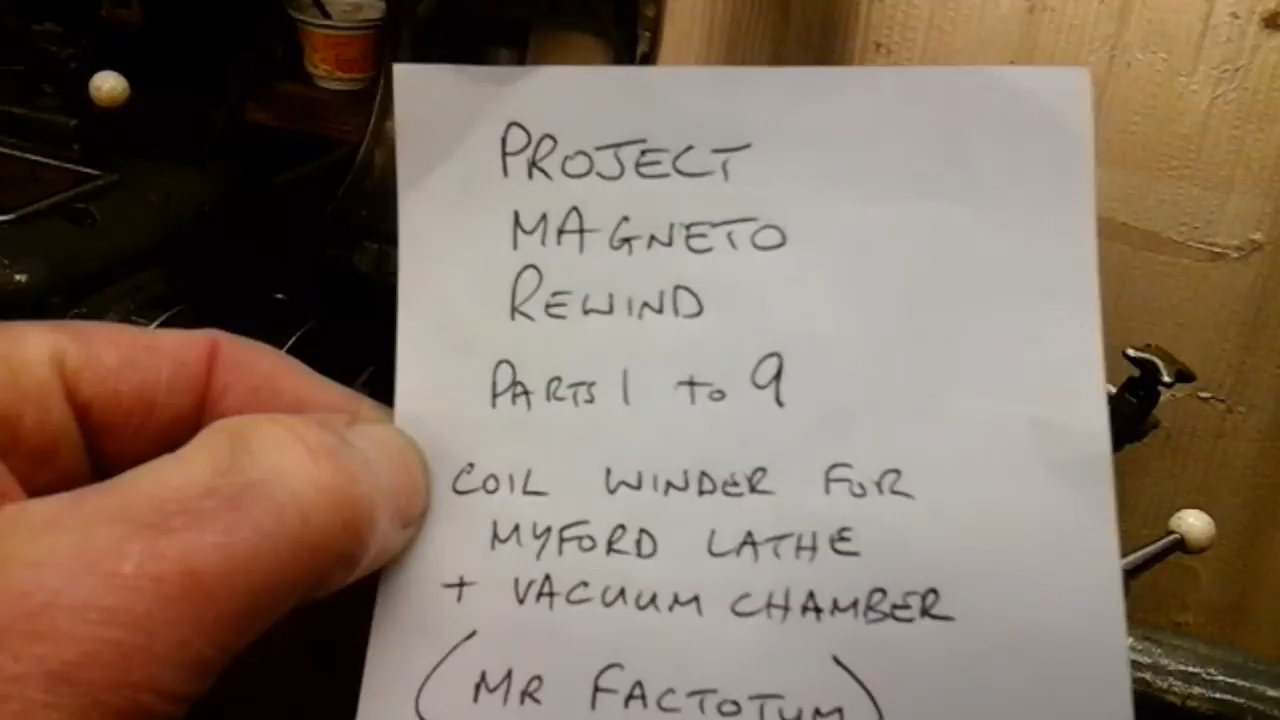 PROJECT
MAGNETO
REWIND
PARTS 1 TO 9
COIL WINDER FOR
MYFORD LATHE
+ VACUUM CHAMBER
(MR FACTOTUM)